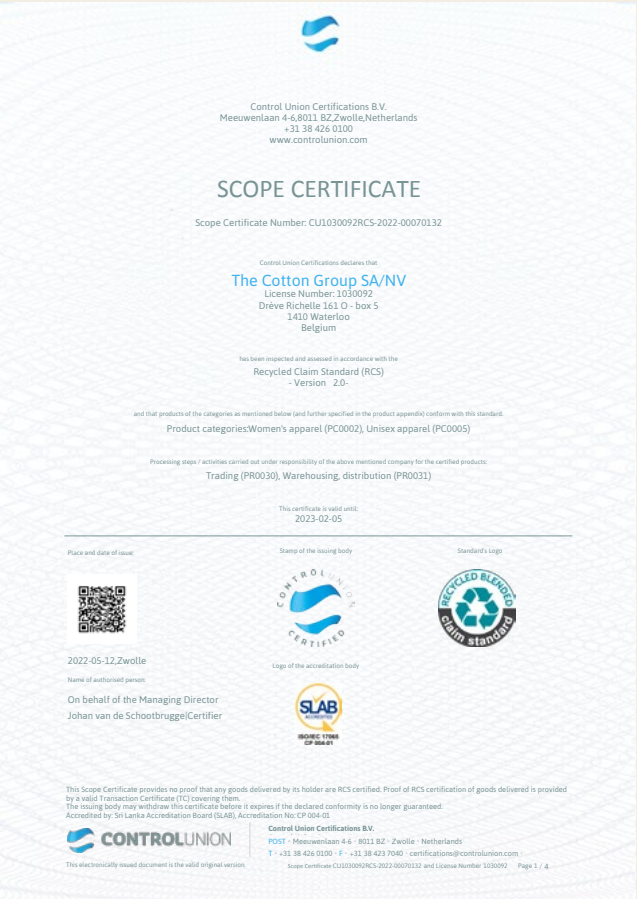 Control Union Certifications B.V.
Meeuwenlaan 4-6,8011 BZ,Zwolle,Netherlands
+31 38 426 0100
www.controlunion.com
SCOPE CERTIFICATE
Scope Certificate Number: CU1030092RCS-2022-00070132
Control Union Certifications declares that
The Cotton Group SA/NV
License Number: 1030092
Drève Richelle 161 O - box 5
1410 Waterloo
Belgium
has been inspected and assessed in accordance with the
Recycled Claim Standard (RCS)
- Version 2.0-
and that products of the categories as mentioned below (and further specified in the product appendix) conform with this standard.
Product categories:Women's apparel (PC0002), Unisex apparel (PC0005)
Processing steps / activities carried out under responsibility of the above mentioned company for the certified products:
Trading (PR0030), Warehousing, distribution (PR0031)
This certificate is valid until:
2023-02-05
Place and date of issue:
Stamp of the issuing body
Standard's Logo
CONTROLUNION
CERTIFIED
RECYCLED BLENDED
claim standard
2022-05-12,Zwolle
Logo of the accreditation body
Name of authorised person:
On behalf of the Managing Director
Johan van de Schootbrugge|Certifier
SLAB
ACCREDITED
ISO/IEC 17065
CP 004-01
This Scope Certificate provides no proof that any goods delivered by its holder are RCS certified. Proof of RCS certification of goods delivered is provided
by a valid Transaction Certificate (TC) covering them.
The issuing body may withdraw this certificate before it expires if the declared conformity is no longer guaranteed.
Accredited by: Sri Lanka Accreditation Board (SLAB), Accreditation No: CP 004-01
CONTROLUNION
Control Union Certifications B.V.
POST · Meeuwenlaan 4-6 · 8011 BZ · Zwolle · Netherlands
T · +31 38 426 0100 · F · +31 38 423 7040 · certifications@controlunion.com
This electronically issued document is the valid original version.
Scope Certificate CU1030092RCS-2022-00070132 and License Number 1030092 Page 1 / 4